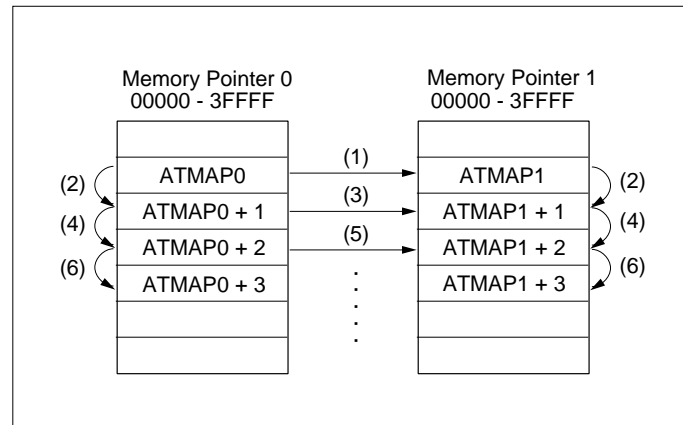 Memory Pointer 0
00000 - 3FFFF
Memory Pointer 1
00000 - 3FFFF
(1)
ATMAP0
ATMAP1
(2)
(2)
(3)
ATMAP0 + 1
ATMAP1 + 1
(4)
(4)
(5)
ATMAP0 + 2
ATMAP1 + 2
(6)
(6)
ATMAP0 + 3
ATMAP1 + 3